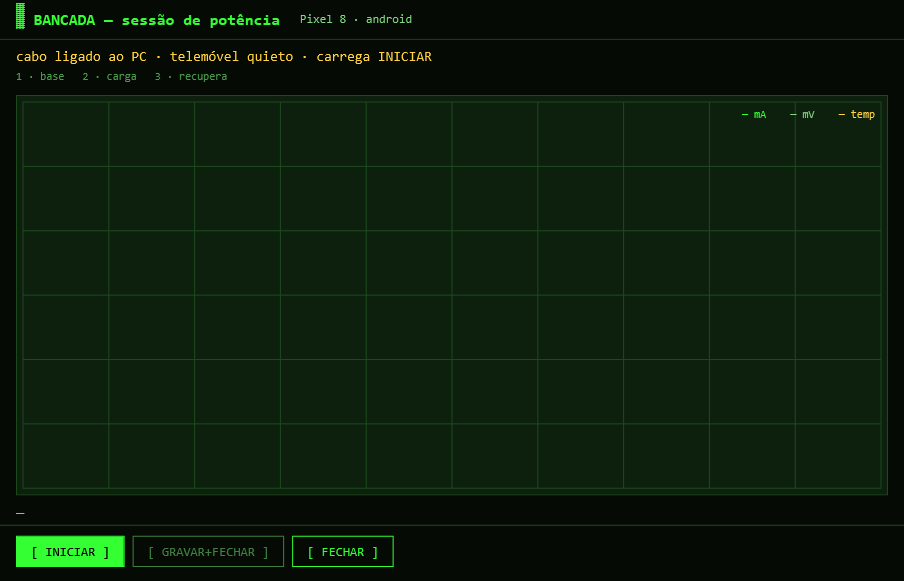 ▒ BANCADA — sessão de potência Pixel 8 · android
cabo ligado ao PC · telemóvel quieto · carrega INICIAR
1 · base 2 · carga 3 · recupera
— mA — mV — temp
—
[ INICIAR ] [ GRAVAR+FECHAR ] [ FECHAR ]